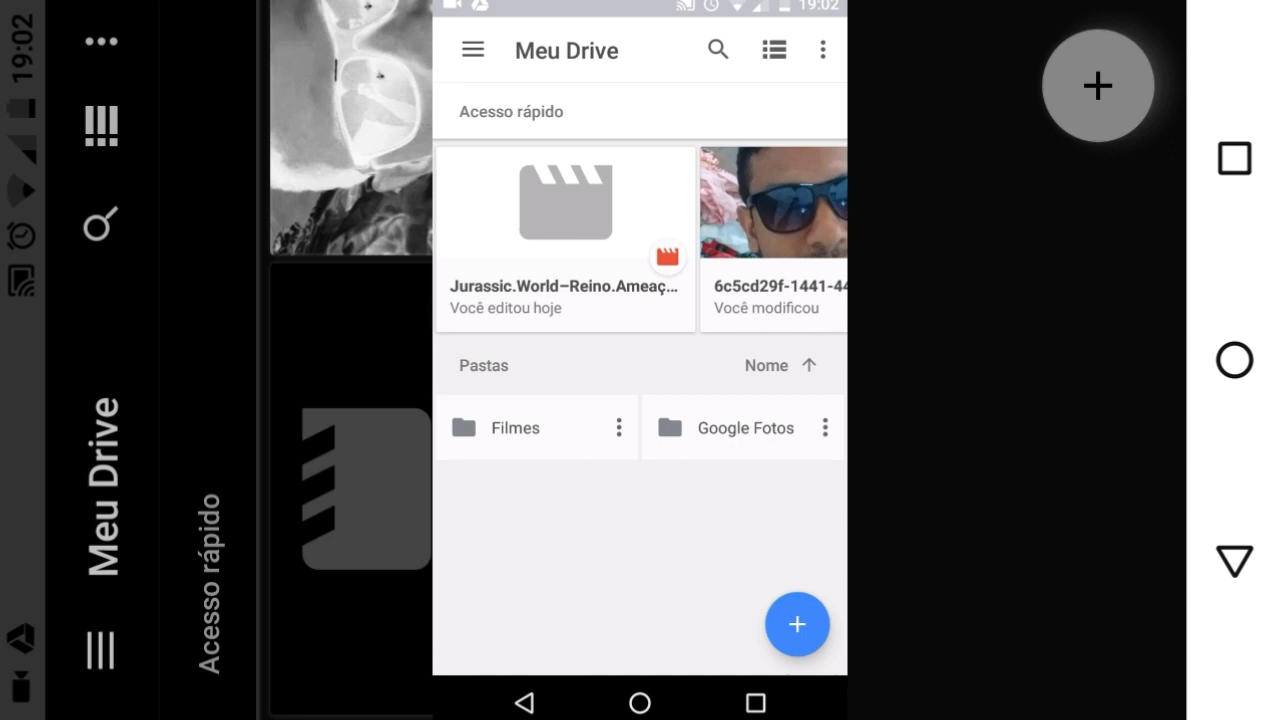 19:02
Meu Drive
Acesso rápido
19:02
Meu Drive
Acesso rápido
Jurassic.World–Reino.Ameaç...
Você editou hoje
6c5cd29f-1441-44
Você modificou
Pastas
Nome
Filmes
Google Fotos